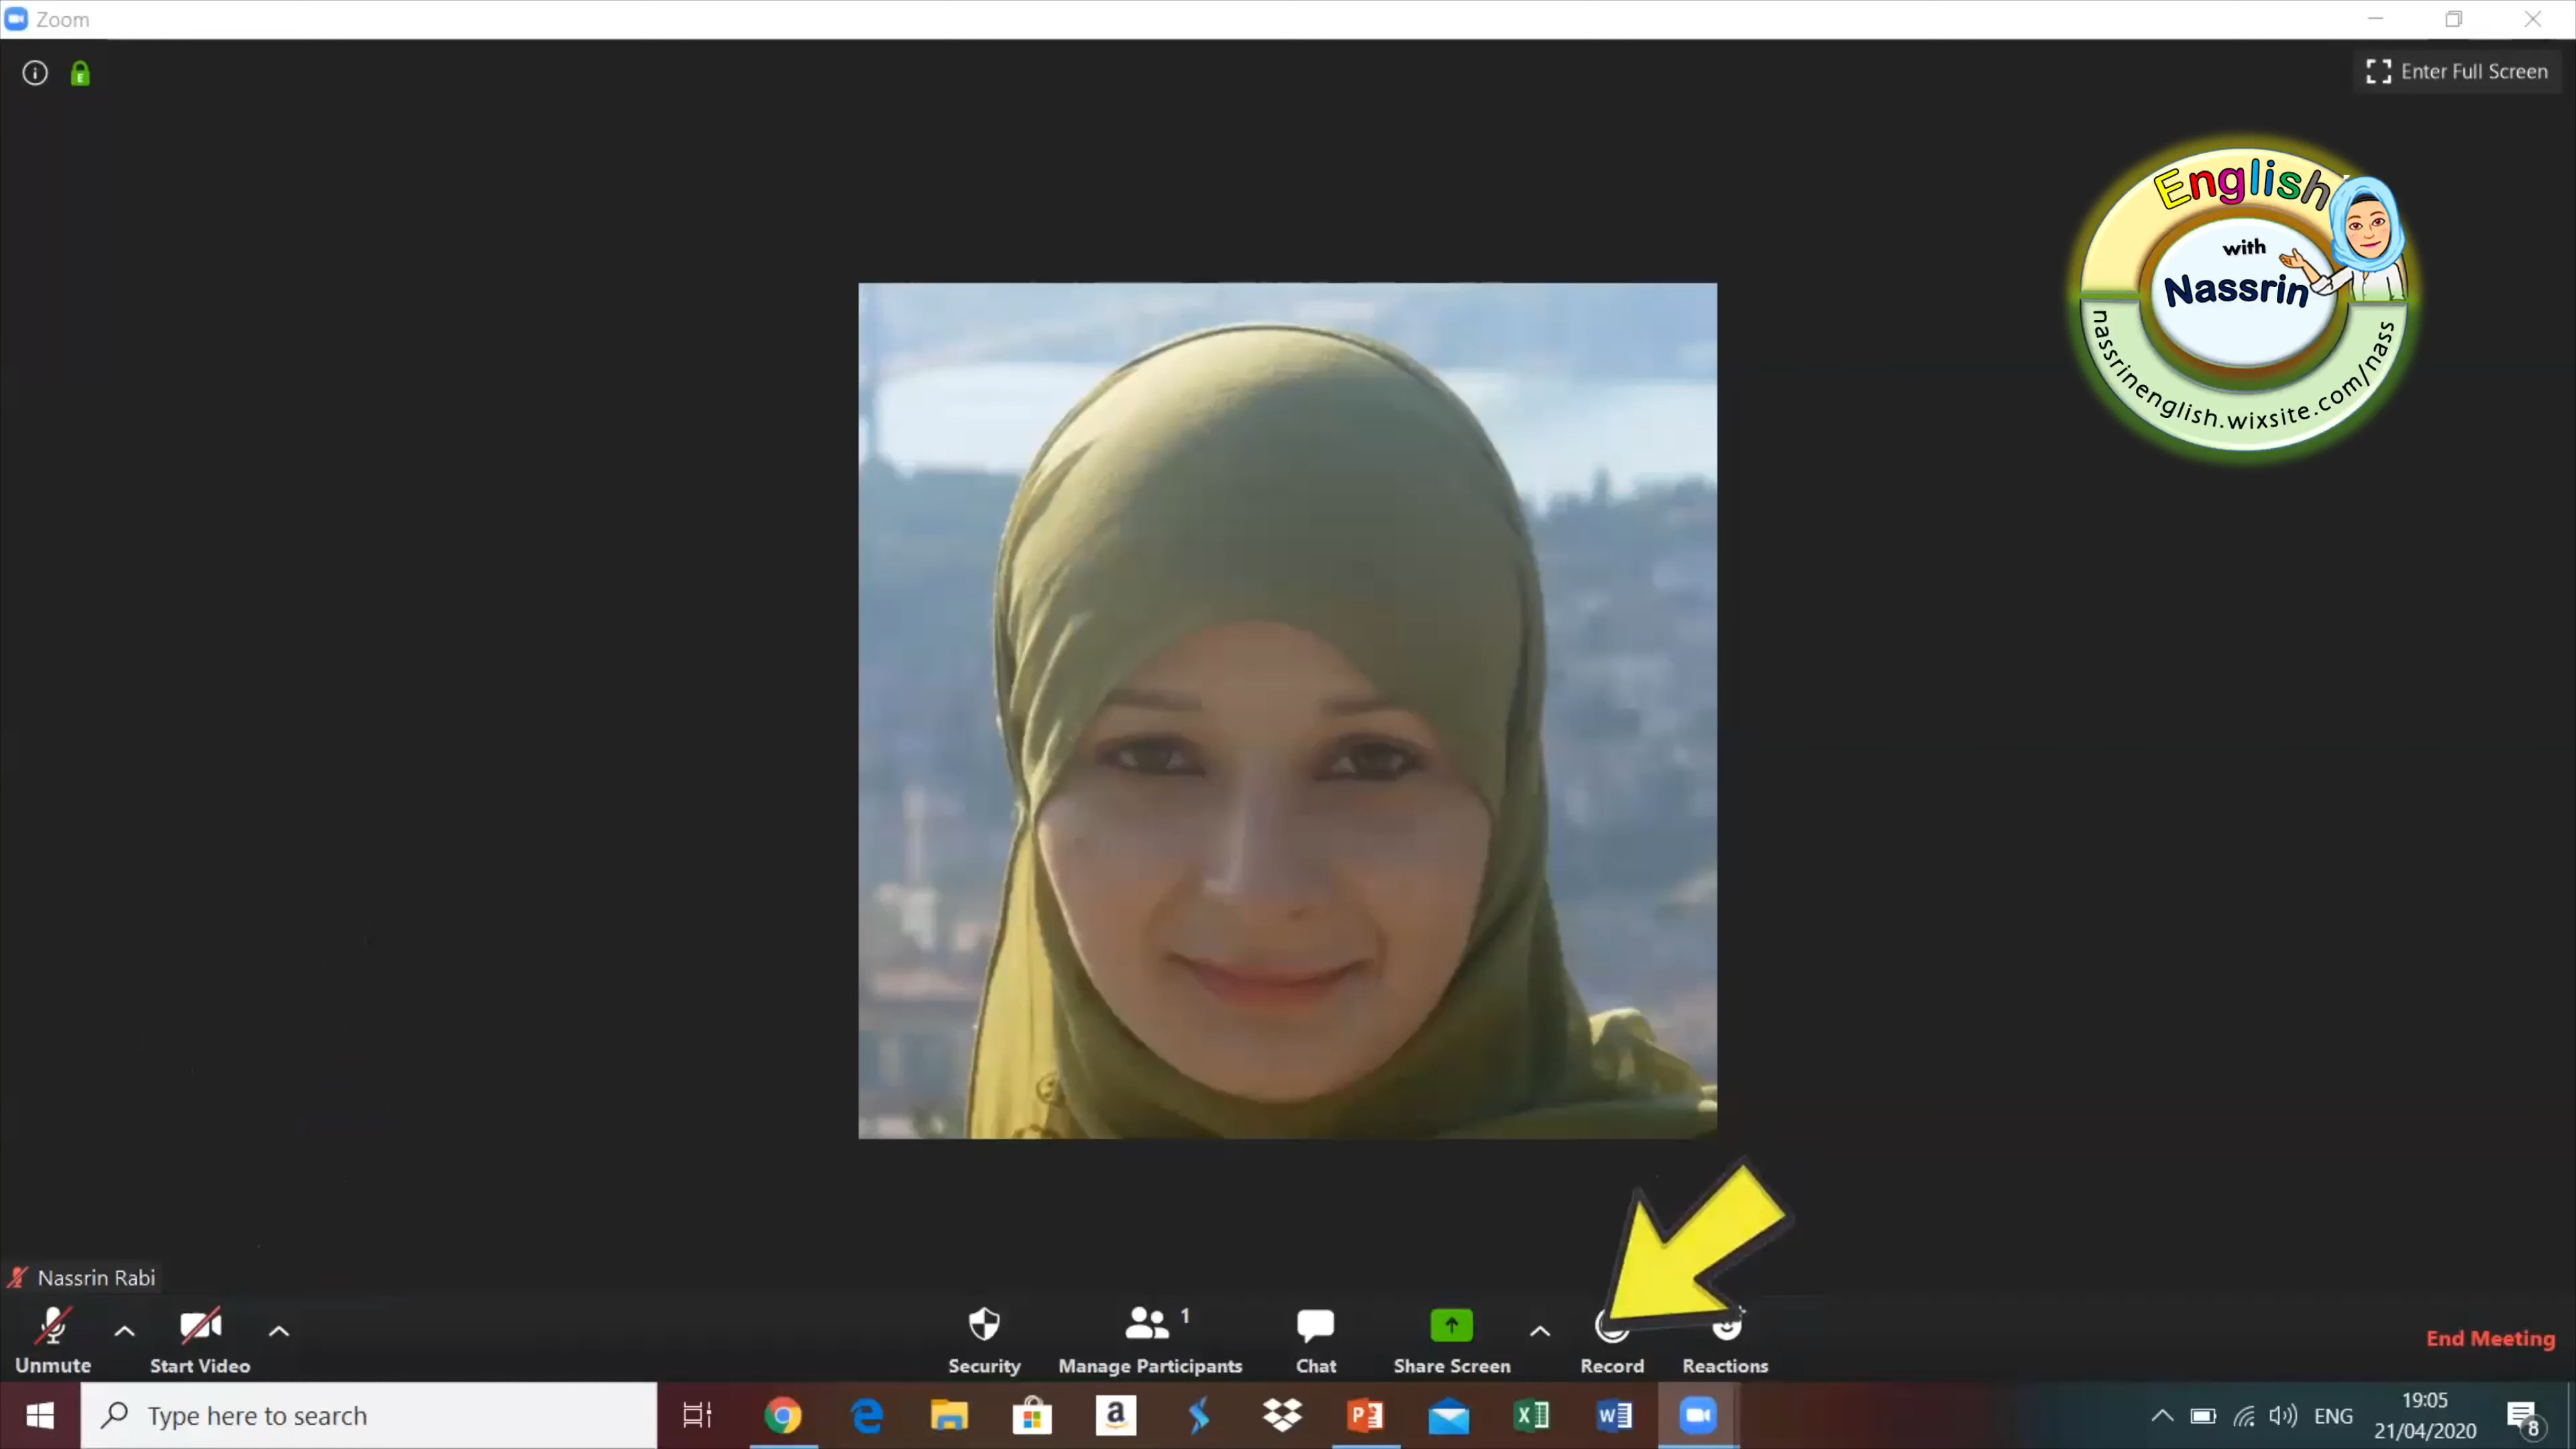 Zoom
Enter Full Screen
English
with
Nassrin
nassrinenglish.wixsite.com/nass
Nassrin Rabi
Unmute
Start Video
Security
Manage Participants 1
Chat
Share Screen
Record
Reactions
End Meeting
Type here to search
ENG
19:05
21/04/2020
8